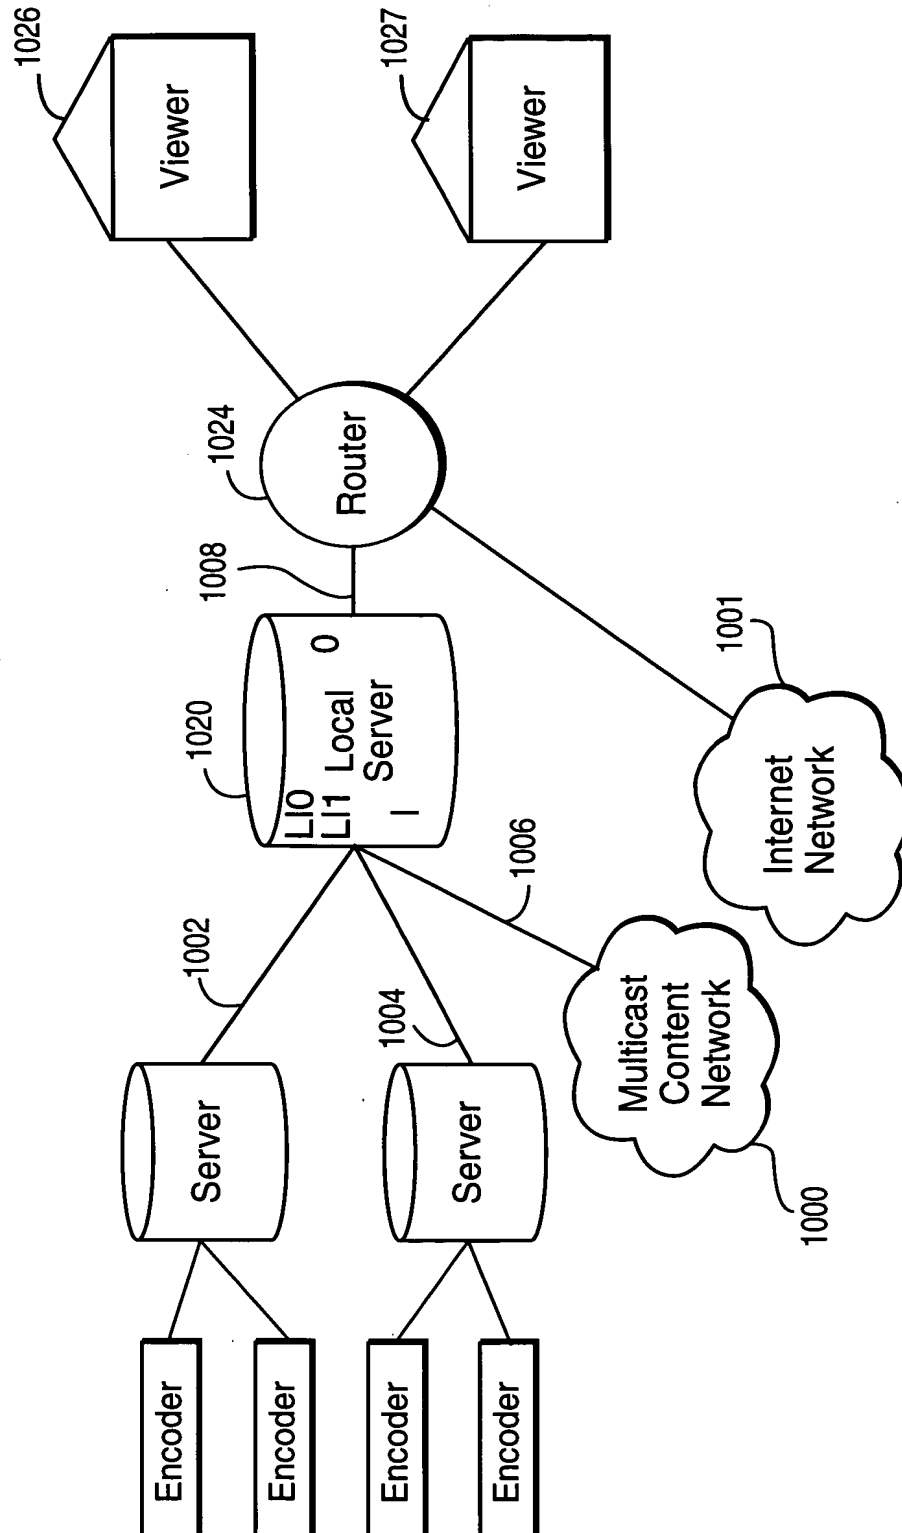 1026
Encoder
Viewer
Server
1002
1020
1008
1024
Encoder
LI0
LI1
Local
O
Server
I
Router
Encoder
1004
1027
Server
Encoder
1006
Viewer
Multicast
Content
Network
1000
1001
Internet
Network